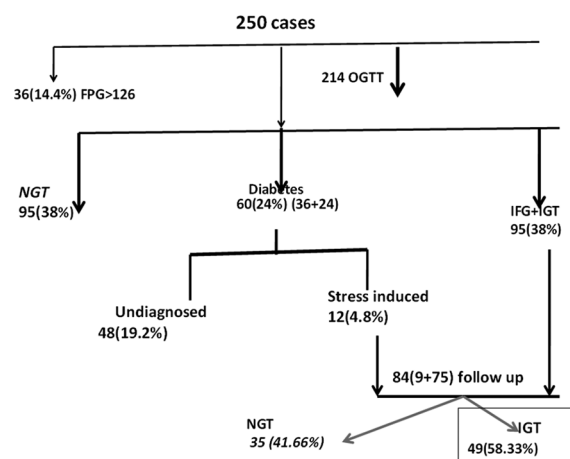 250 cases
214 OGTT
36(14.4%) FPG>126
NGT
95(38%)
Diabetes
60(24%) (36+24)
IFG+IGT
95(38%)
Undiagnosed
48(19.2%)
Stress induced
12(4.8%)
84(9+75) follow up
NGT
35 (41.66%)
IGT
49(58.33%)